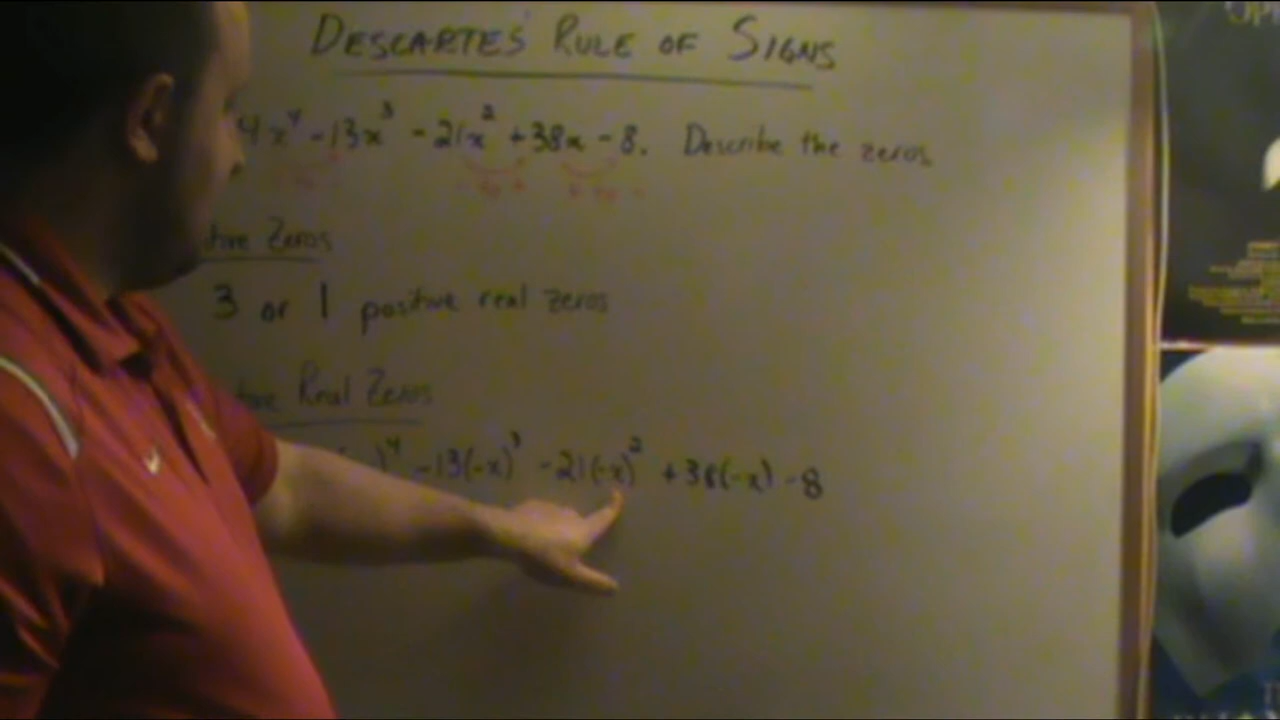 DESCARTES' RULE OF SIGNS
4x⁴ - 13x³ - 21x² + 38x - 8. Describe the zeros.
tive Zeros
3 or 1 positive real zeros
tive Real Zeros
)⁴ - 13(-x)³ - 21(-x)² + 38(-x) - 8